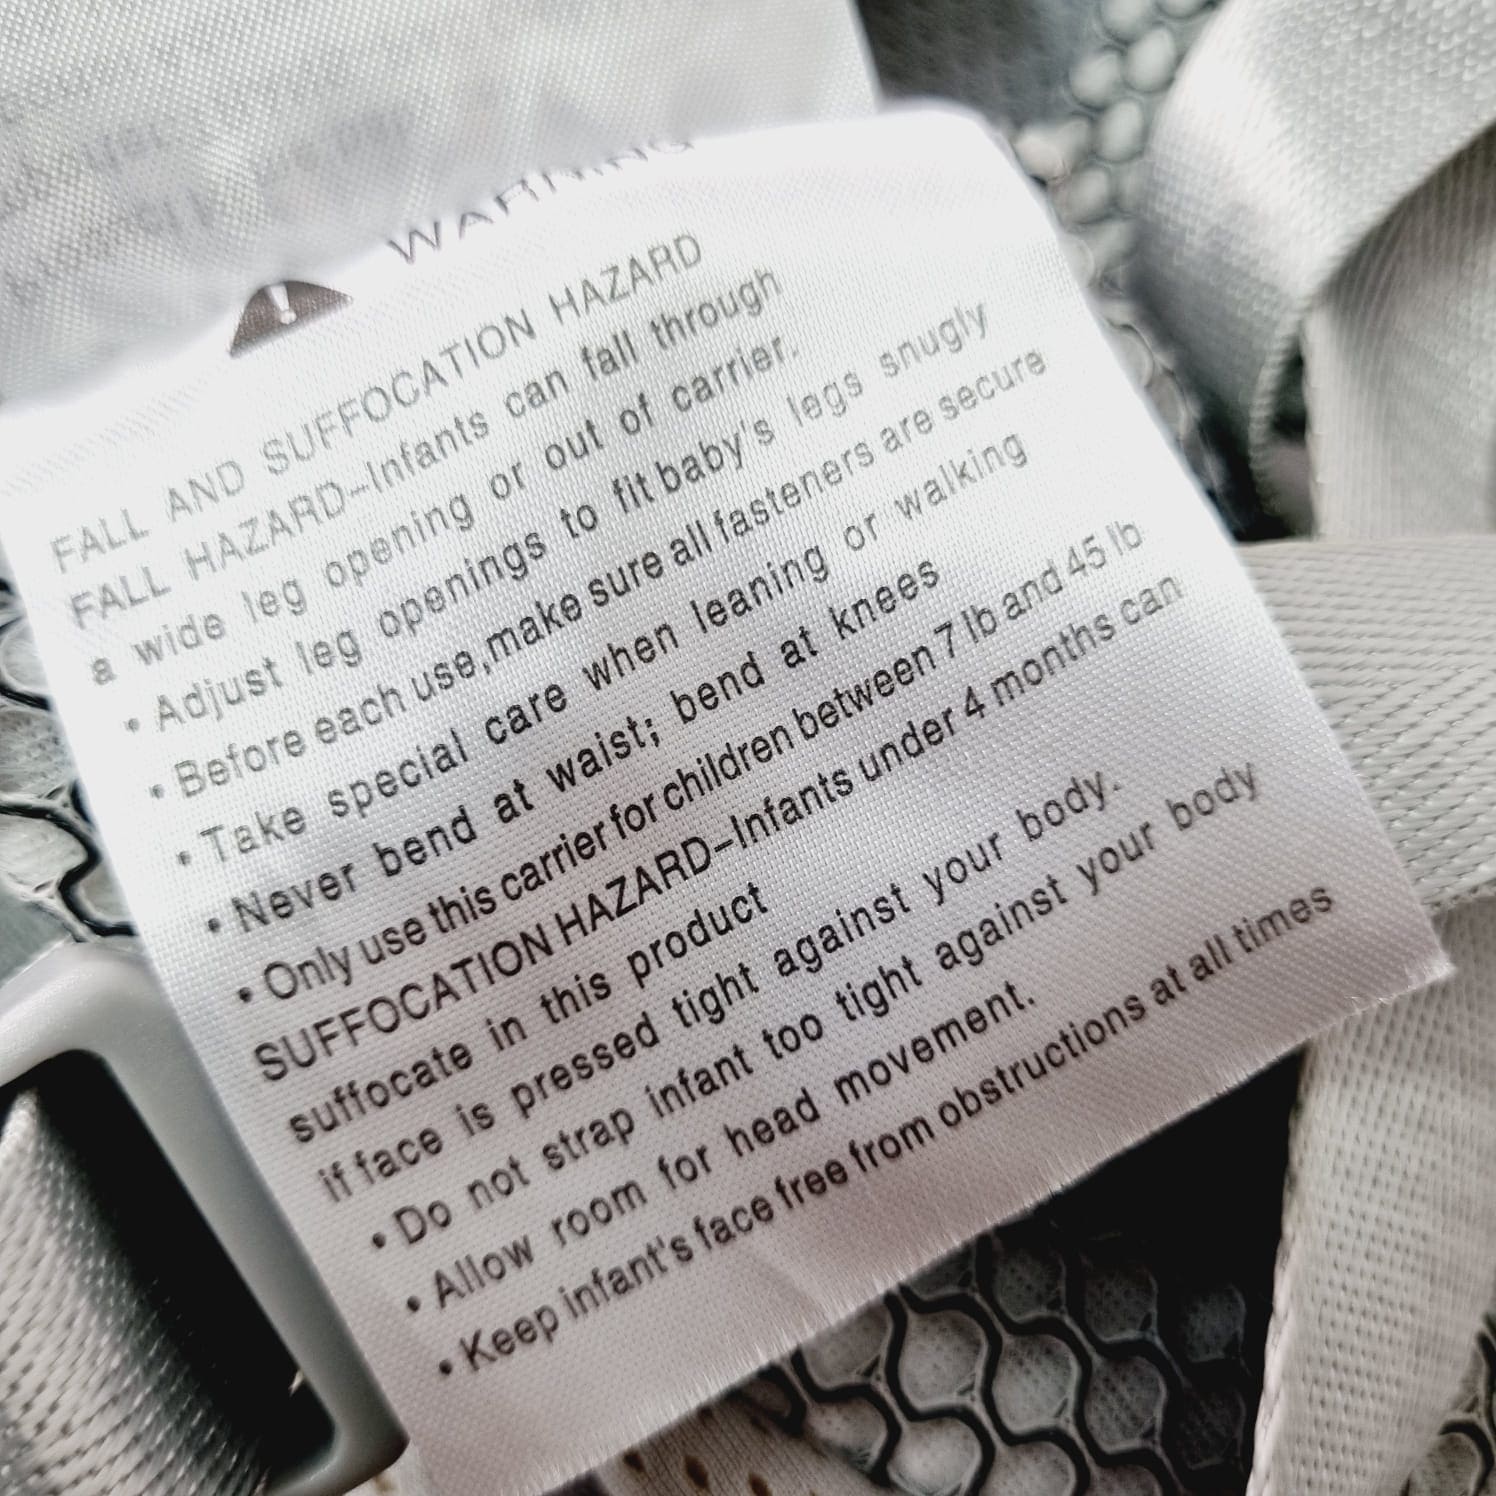 WARNING
FALL AND SUFFOCATION HAZARD
FALL HAZARD–Infants can fall through
a wide leg opening or out of carrier.
• Adjust leg openings to fit baby's legs snugly
• Before each use,make sure all fasteners are secure
• Take special care when leaning or walking
• Never bend at waist; bend at knees
• Only use this carrier for children between 7 lb and 45 lb
SUFFOCATION HAZARD–Infants under 4 months can
suffocate in this product
if face is pressed tight against your body.
• Do not strap infant too tight against your body
• Allow room for head movement.
• Keep infant's face free from obstructions at all times